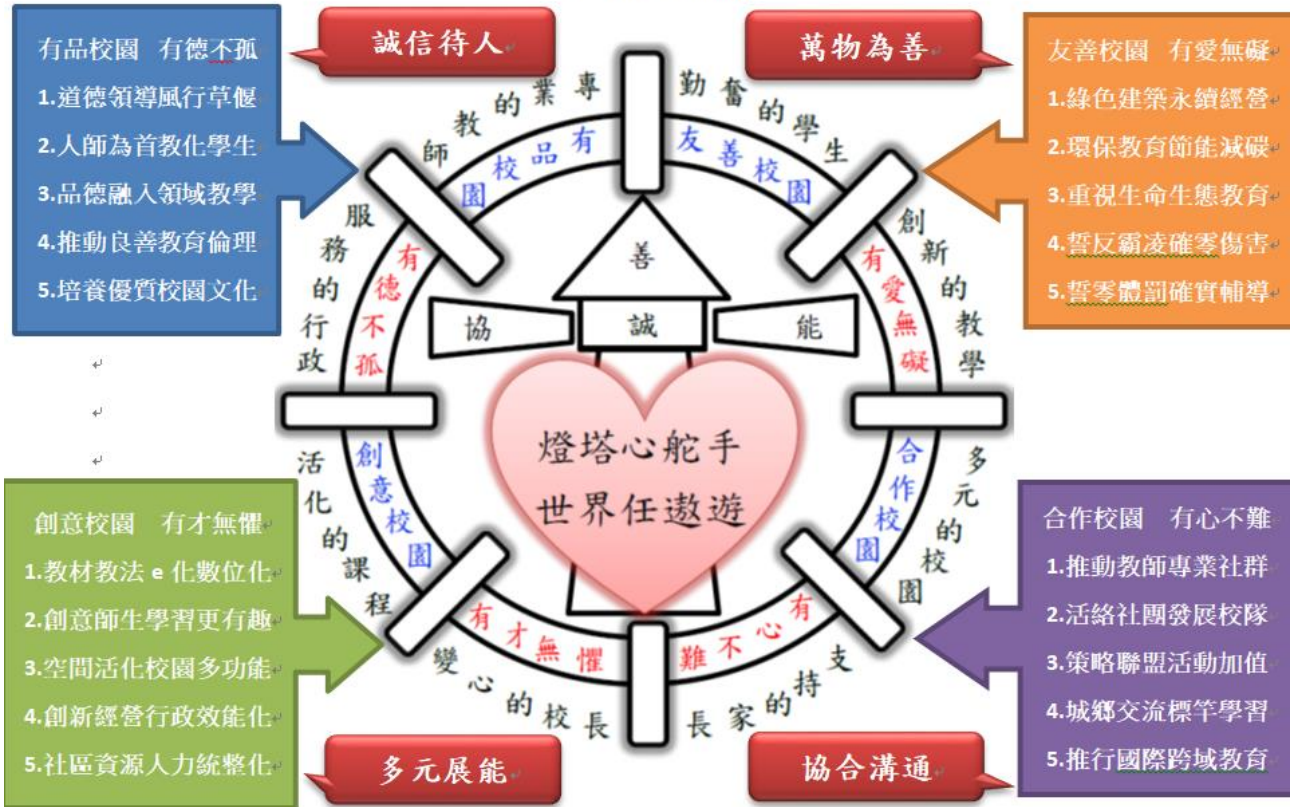 誠信待人
萬物為善
有品校園 有德不孤
1.道德領導風行草偃
2.人師為首教化學生
3.品德融入領域教學
4.推動良善教育倫理
5.培養優質校園文化
友善校園 有愛無礙
1.綠色建築永續經營
2.環保教育節能減碳
3.重視生命生態教育
4.誓反霸凌確零傷害
5.誓零體罰確實輔導
專業的教師
勤奮的學生
服務的行政
創新的教學
有品校園
友善校園
有德不孤
有愛無礙
善
協
誠
能
燈塔心舵手
世界任遨遊
創意校園
合作校園
有才無懼
有心不難
活化的課程
多元的校園
變心的校長
支持的家長
創意校園 有才無懼
1.教材教法 e 化數位化
2.創意師生學習更有趣
3.空間活化校園多功能
4.創新經營行政效能化
5.社區資源人力統整化
合作校園 有心不難
1.推動教師專業社群
2.活絡社團發展校隊
3.策略聯盟活動加值
4.城鄉交流標竿學習
5.推行國際跨域教育
多元展能
協合溝通